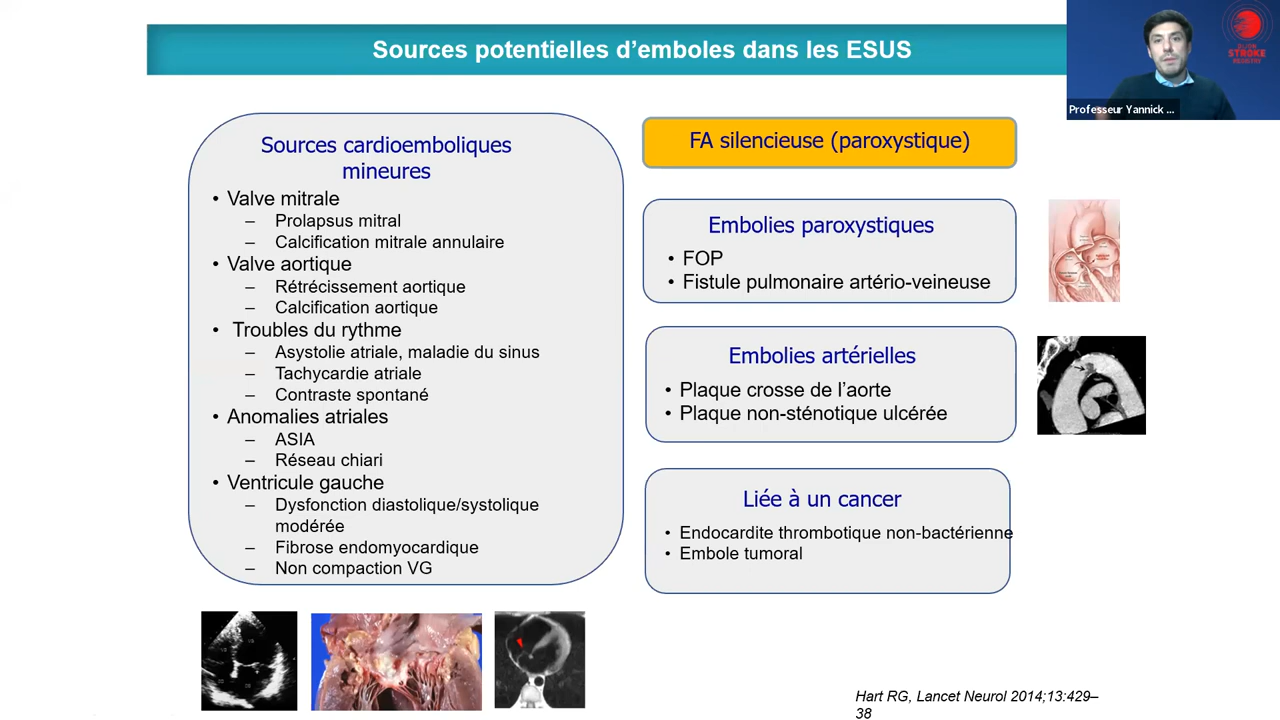 Sources potentielles d’emboles dans les ESUS
Professeur Yannick ...
DIJON
STROKE
REGISTRY
Sources cardioemboliques
mineures
• Valve mitrale
– Prolapsus mitral
– Calcification mitrale annulaire
• Valve aortique
– Rétrécissement aortique
– Calcification aortique
• Troubles du rythme
– Asystolie atriale, maladie du sinus
– Tachycardie atriale
– Contraste spontané
• Anomalies atriales
– ASIA
– Réseau chiari
• Ventricule gauche
– Dysfonction diastolique/systolique
modérée
– Fibrose endomyocardique
– Non compaction VG
FA silencieuse (paroxystique)
Embolies paroxystiques
• FOP
• Fistule pulmonaire artério-veineuse
Embolies artérielles
• Plaque crosse de l’aorte
• Plaque non-sténotique ulcérée
Liée à un cancer
• Endocardite thrombotique non-bactérienne
• Embole tumoral
Hart RG, Lancet Neurol 2014;13:429–
38